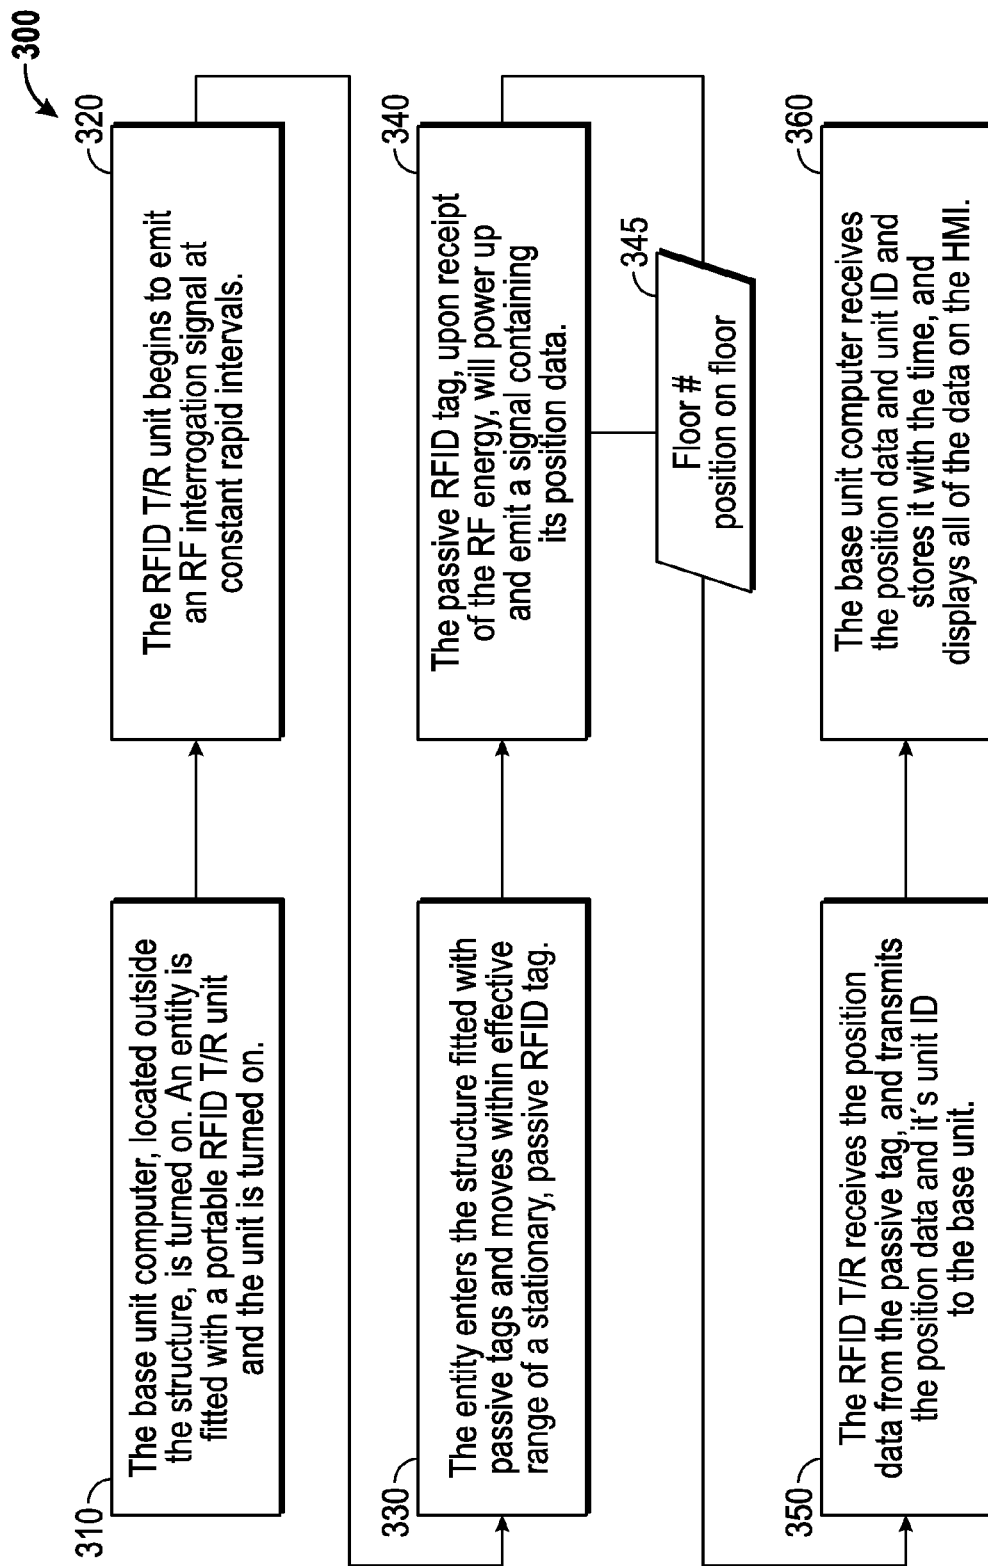 300
310
The base unit computer, located outside
the structure, is turned on. An entity is
fitted with a portable RFID T/R unit
and the unit is turned on.
320
The RFID T/R unit begins to emit
an RF interrogation signal at
constant rapid intervals.
330
The entity enters the structure fitted with
passive tags and moves within effective
range of a stationary, passive RFID tag.
340
The passive RFID tag, upon receipt
of the RF energy, will power up
and emit a signal containing
its position data.
345
Floor #
position on floor
350
The RFID T/R receives the position
data from the passive tag, and transmits
the position data and it´s unit ID
to the base unit.
360
The base unit computer receives
the position data and unit ID and
stores it with the time, and
displays all of the data on the HMI.